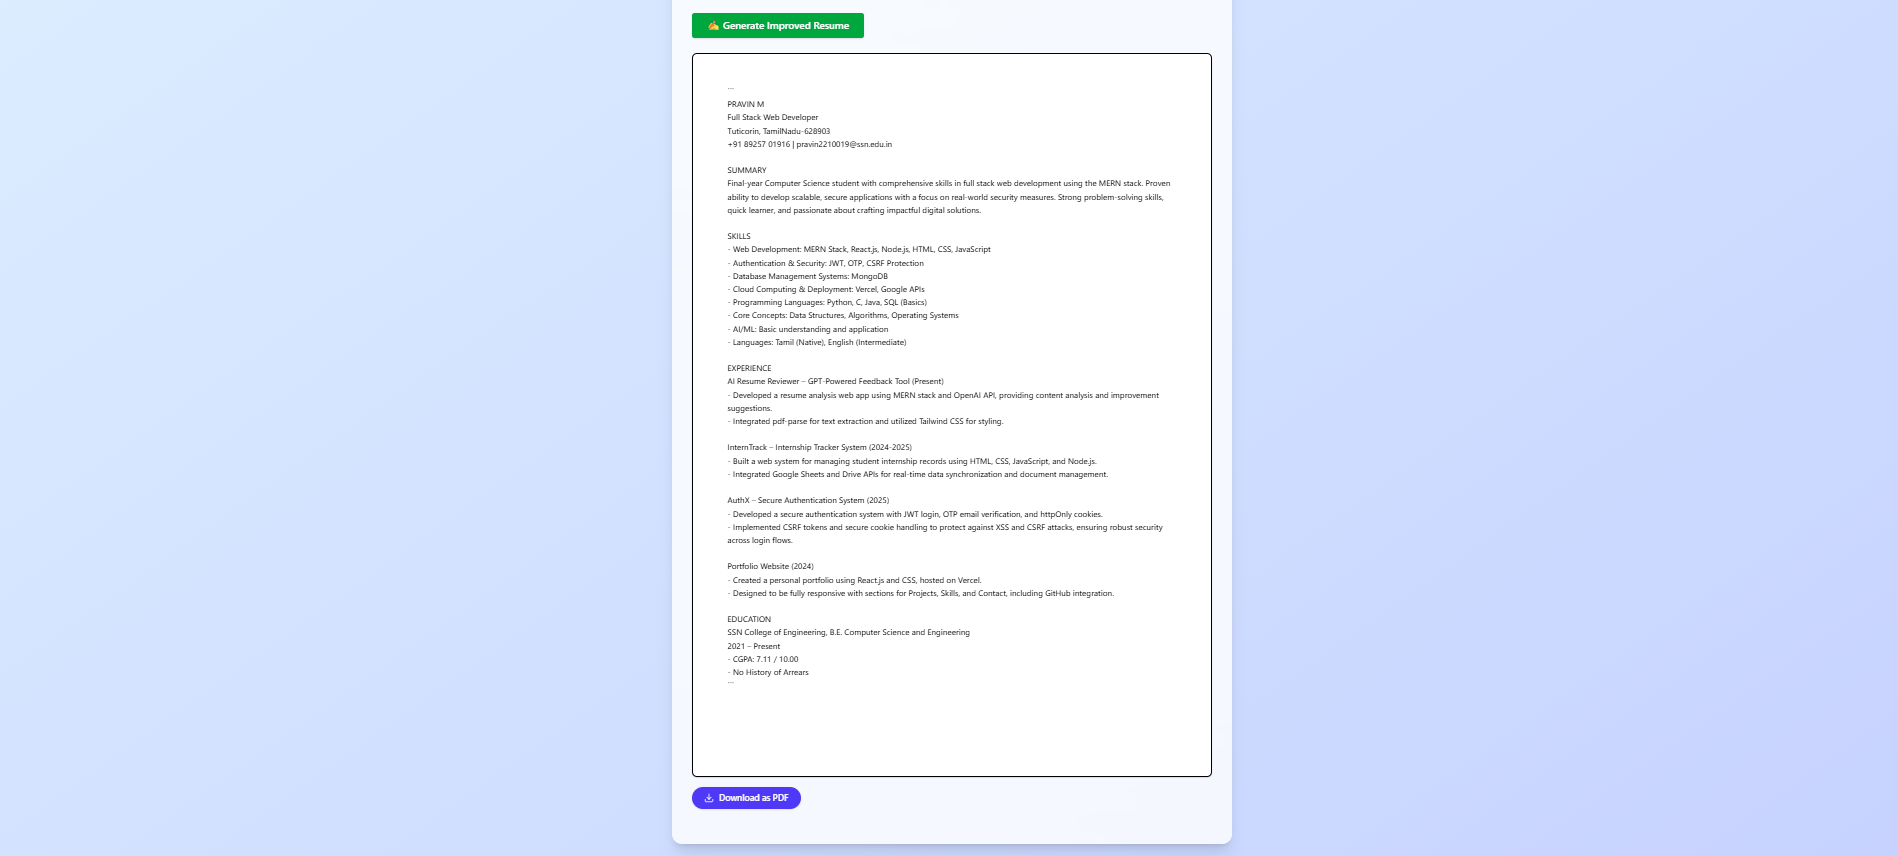 ✍️ Generate Improved Resume
```
PRAVIN M
Full Stack Web Developer
Tuticorin, TamilNadu-628903
+91 89257 01916 | pravin2210019@ssn.edu.in
SUMMARY
Final-year Computer Science student with comprehensive skills in full stack web development using the MERN stack. Proven
ability to develop scalable, secure applications with a focus on real-world security measures. Strong problem-solving skills,
quick learner, and passionate about crafting impactful digital solutions.
SKILLS
- Web Development: MERN Stack, React.js, Node.js, HTML, CSS, JavaScript
- Authentication & Security: JWT, OTP, CSRF Protection
- Database Management Systems: MongoDB
- Cloud Computing & Deployment: Vercel, Google APIs
- Programming Languages: Python, C, Java, SQL (Basics)
- Core Concepts: Data Structures, Algorithms, Operating Systems
- AI/ML: Basic understanding and application
- Languages: Tamil (Native), English (Intermediate)
EXPERIENCE
AI Resume Reviewer – GPT-Powered Feedback Tool (Present)
- Developed a resume analysis web app using MERN stack and OpenAI API, providing content analysis and improvement
suggestions.
- Integrated pdf-parse for text extraction and utilized Tailwind CSS for styling.
InternTrack – Internship Tracker System (2024-2025)
- Built a web system for managing student internship records using HTML, CSS, JavaScript, and Node.js.
- Integrated Google Sheets and Drive APIs for real-time data synchronization and document management.
AuthX – Secure Authentication System (2025)
- Developed a secure authentication system with JWT login, OTP email verification, and httpOnly cookies.
- Implemented CSRF tokens and secure cookie handling to protect against XSS and CSRF attacks, ensuring robust security
across login flows.
Portfolio Website (2024)
- Created a personal portfolio using React.js and CSS, hosted on Vercel.
- Designed to be fully responsive with sections for Projects, Skills, and Contact, including GitHub integration.
EDUCATION
SSN College of Engineering, B.E. Computer Science and Engineering
2021 – Present
- CGPA: 7.11 / 10.00
- No History of Arrears
```
Download as PDF